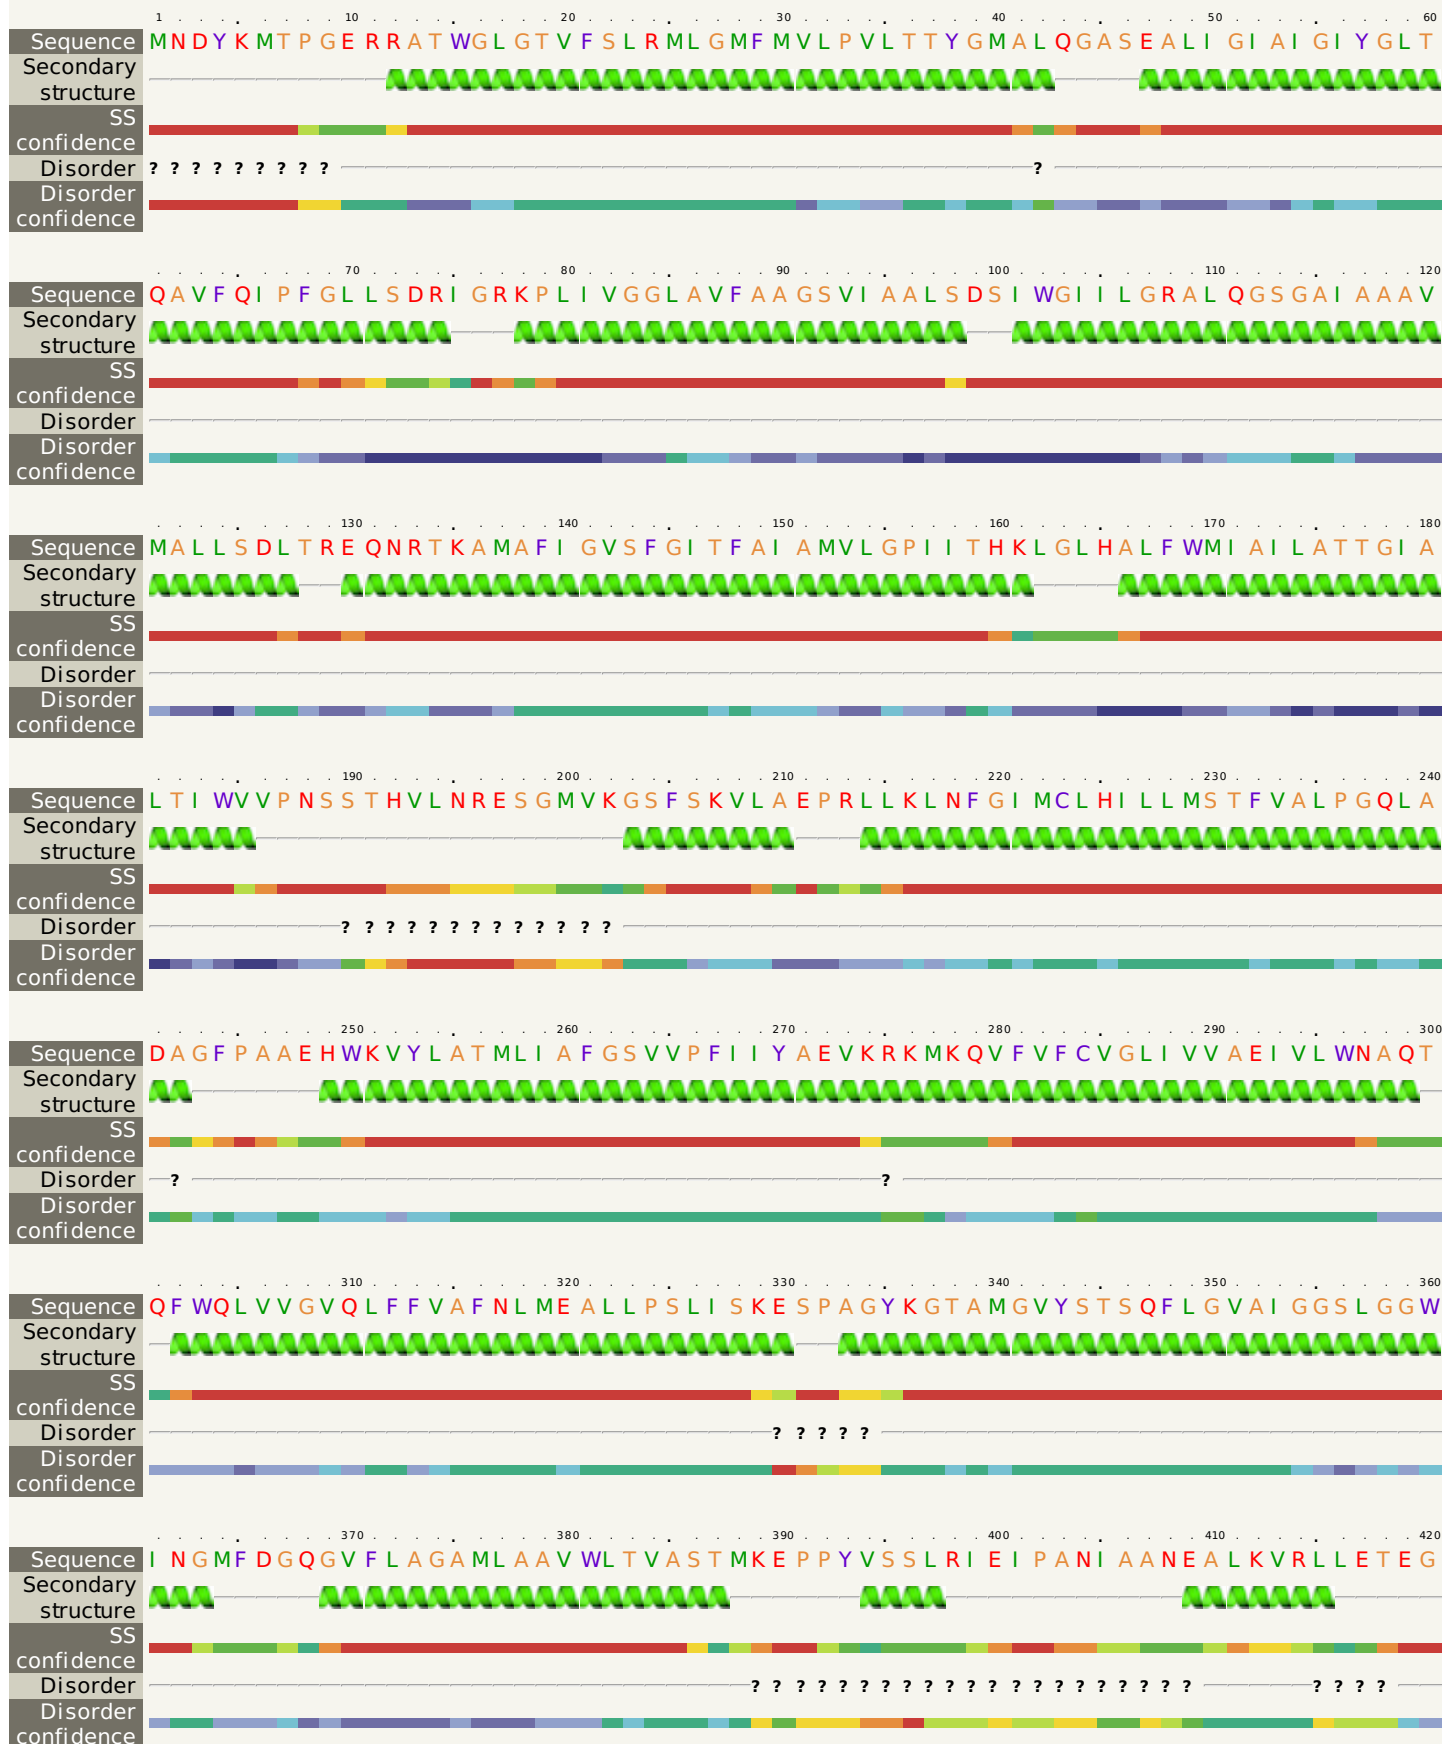 1 10 20 30 40 50 60
Sequence MNDYKMTPGERRATWGLGTVFSLRMLGMFMVLPVLTTYGMALQGASEALIGIAIGIYGLT
Secondary
structure
SS
confidence
Disorder ? ? ? ? ? ? ? ? ? ?
Disorder
confidence
70 80 90 100 110 120
Sequence QAVFQIPFGLLSDRIGRKPLIVGGLAVFAAGSVIAALSDSIWGIILGRALQGSGAIAAAV
Secondary
structure
SS
confidence
Disorder
Disorder
confidence
130 140 150 160 170 180
Sequence MALLSDLTREQNRTKAMAFIGVSFGITFAIAMVLGPIITHKLGLHALFWMIAILATTGIA
Secondary
structure
SS
confidence
Disorder
Disorder
confidence
190 200 210 220 230 240
Sequence LTIWVVPNSSTHVLNRESGMVKGSFSKVLAEPRLLKLNFGIMCLHILLMSTFVALPGQLA
Secondary
structure
SS
confidence
Disorder ? ? ? ? ? ? ? ? ? ? ? ? ?
Disorder
confidence
250 260 270 280 290 300
Sequence DAGFPAAEHWKVYLATMLIAFGSVVPFIIYAEVKRKMKQVFVFCVGLIVVAEIVLWNAQT
Secondary
structure
SS
confidence
Disorder ? ?
Disorder
confidence
310 320 330 340 350 360
Sequence QFWQLVVGVQLFFVAFNLMEALLPSLISKESPAGYKGTAMGVYSTSQFLGVAIGGSLGGW
Secondary
structure
SS
confidence
Disorder ? ? ? ? ?
Disorder
confidence
370 380 390 400 410 420
Sequence INGMFDGQGVFLAGAMLAAVWLTVASTMKEPPYVSSLRIEIPANIAANEALKVRLLETEG
Secondary
structure
SS
confidence
Disorder ? ? ? ? ? ? ? ? ? ? ? ? ? ? ? ? ? ? ? ? ? ? ? ? ?
Disorder
confidence